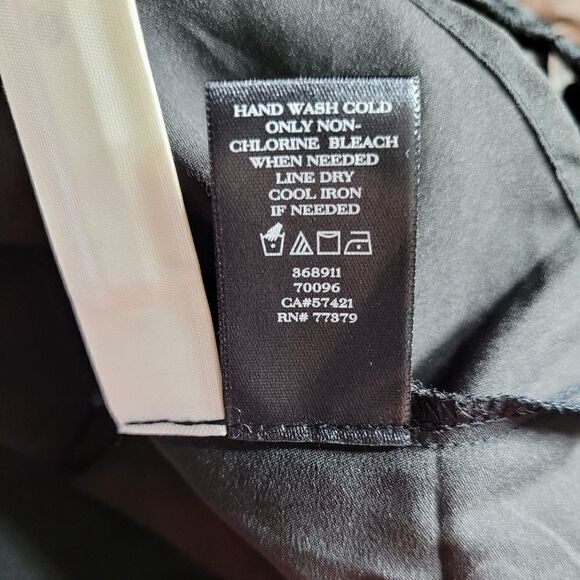 HAND WASH COLD
ONLY NON-
CHLORINE BLEACH
WHEN NEEDED
LINE DRY
COOL IRON
IF NEEDED
368911
70096
CA#57421
RN# 77379